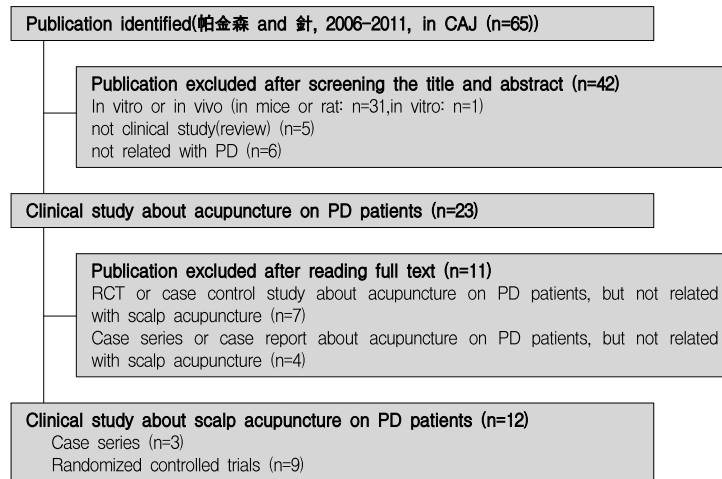 Publication identified(帕金森 and 針, 2006-2011, in CAJ (n=65))
Publication excluded after screening the title and abstract (n=42)
In vitro or in vivo (in mice or rat: n=31,in vitro: n=1)
not clinical study(review) (n=5)
not related with PD (n=6)
Clinical study about acupuncture on PD patients (n=23)
Publication excluded after reading full text (n=11)
RCT or case control study about acupuncture on PD patients, but not related
with scalp acupuncture (n=7)
Case series or case report about acupuncture on PD patients, but not related
with scalp acupuncture (n=4)
Clinical study about scalp acupuncture on PD patients (n=12)
Case series (n=3)
Randomized controlled trials (n=9)